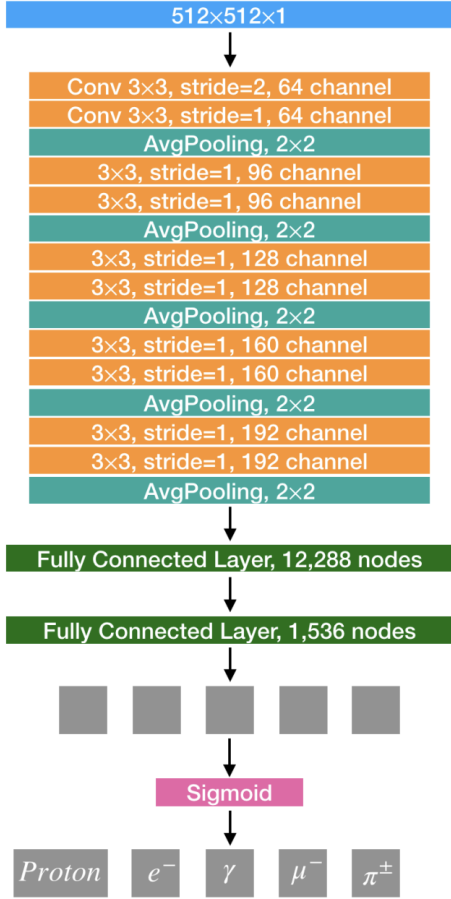 512×512×1
Conv 3×3, stride=2, 64 channel
Conv 3×3, stride=1, 64 channel
AvgPooling, 2×2
3×3, stride=1, 96 channel
3×3, stride=1, 96 channel
AvgPooling, 2×2
3×3, stride=1, 128 channel
3×3, stride=1, 128 channel
AvgPooling, 2×2
3×3, stride=1, 160 channel
3×3, stride=1, 160 channel
AvgPooling, 2×2
3×3, stride=1, 192 channel
3×3, stride=1, 192 channel
AvgPooling, 2×2
Fully Connected Layer, 12,288 nodes
Fully Connected Layer, 1,536 nodes
Sigmoid
Proton e⁻ γ μ⁻ π±